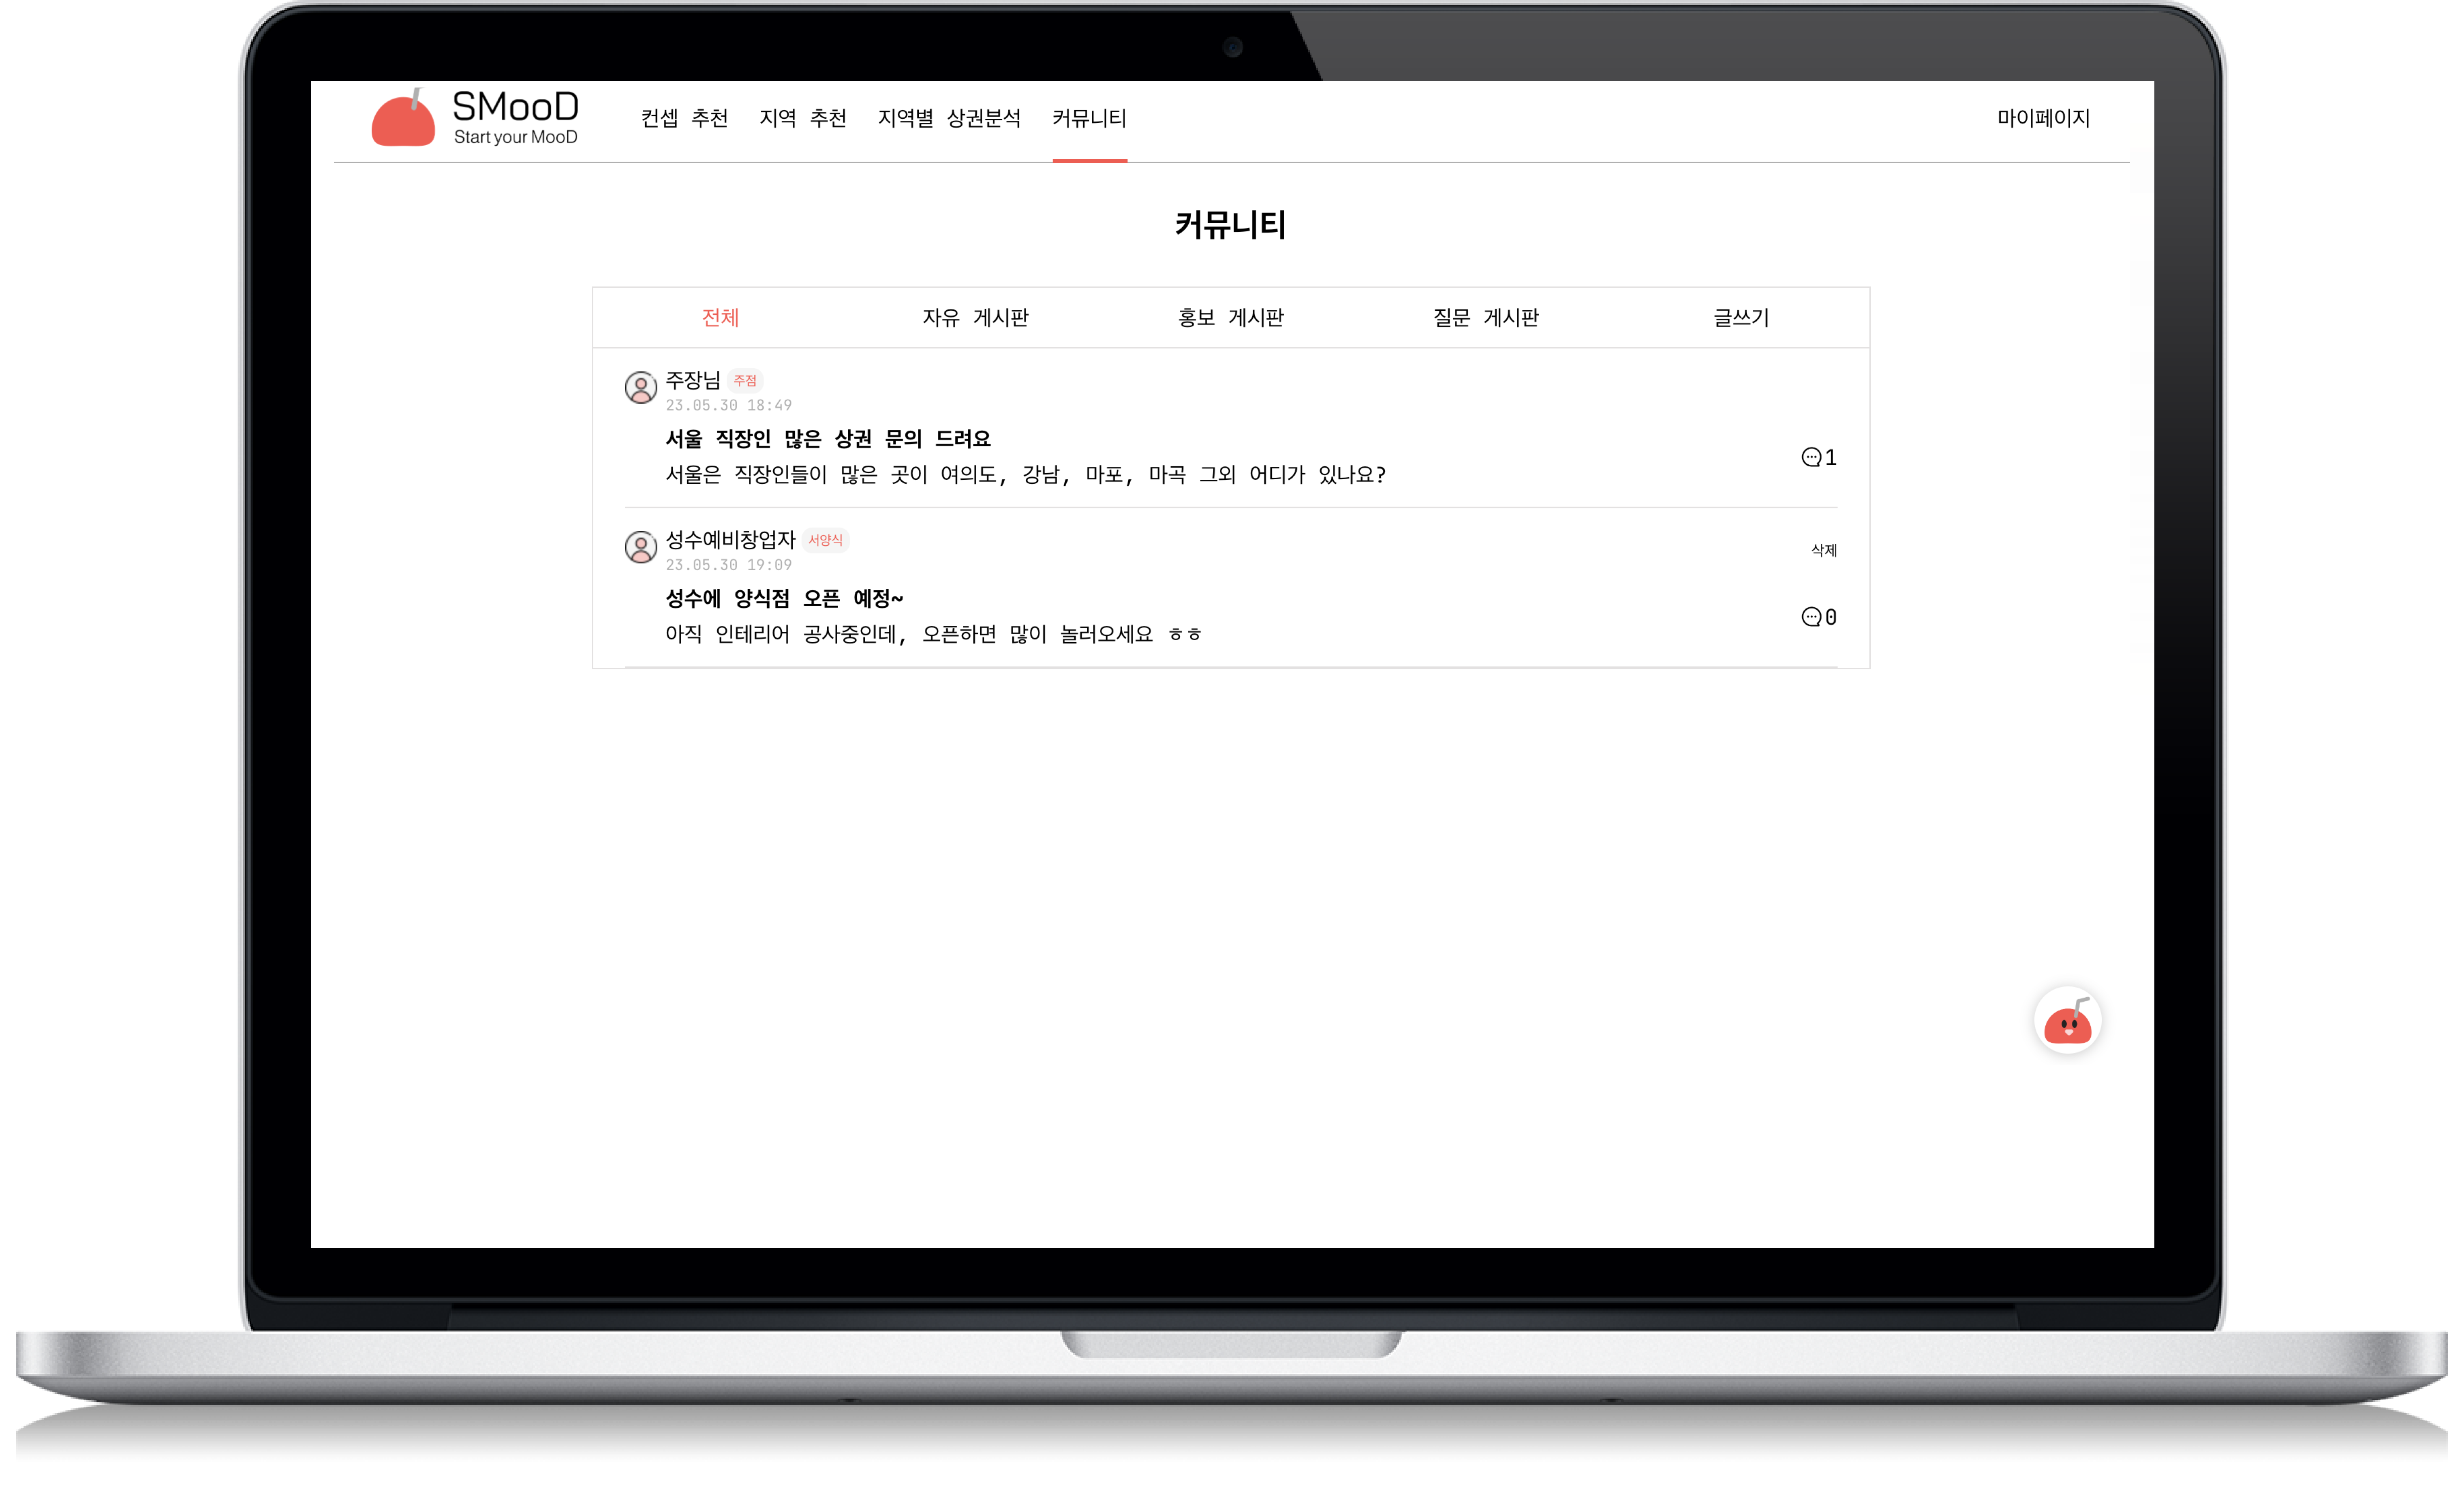 SMooD
Start your MooD
컨셉 추천 지역 추천 지역별 상권분석 커뮤니티 마이페이지
커뮤니티
전체 자유 게시판 홍보 게시판 질문 게시판 글쓰기
주장님 주점
23.05.30 18:49
서울 직장인 많은 상권 문의 드려요
서울은 직장인들이 많은 곳이 여의도, 강남, 마포, 마곡 그외 어디가 있나요?
1
성수예비창업자 서양식
삭제
23.05.30 19:09
성수에 양식점 오픈 예정~
아직 인테리어 공사중인데, 오픈하면 많이 놀러오세요 ㅎㅎ
0